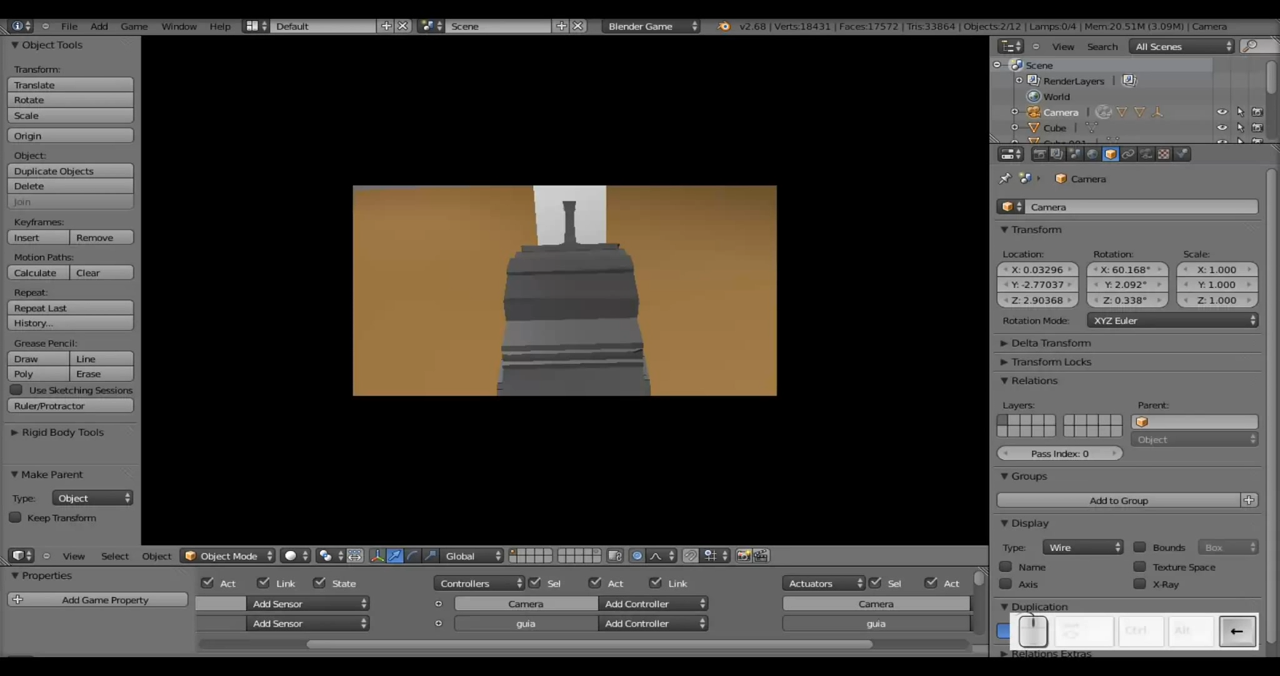 File Add Game Window Help Default Scene Blender Game v2.68 | Verts:18431 | Faces:17572 | Tris:33864 | Objects:2/12 | Lamps:0/4 | Mem:20.51M (3.09M) | Camera
Object Tools
Transform:
Translate
Rotate
Scale
Origin
Object:
Duplicate Objects
Delete
Join
Keyframes:
Insert Remove
Motion Paths:
Calculate Clear
Repeat:
Repeat Last
History...
Grease Pencil:
Draw Line
Poly Erase
Use Sketching Sessions
Ruler/Protractor
Rigid Body Tools
Make Parent
Type: Object
Keep Transform
View Select Object Object Mode Global
Properties
Add Game Property
Act Link State
Add Sensor
Add Sensor
Controllers Sel Act Link
Camera Add Controller
guia Add Controller
Actuators Sel Act
Camera
guia
View Search All Scenes
Scene
RenderLayers |
World
Camera |
Cube |
Camera
Camera
Transform
Location: Rotation: Scale:
X: 0.03296 X: 60.168° X: 1.000
Y: -2.77037 Y: 2.092° Y: 1.000
Z: 2.90368 Z: 0.338° Z: 1.000
Rotation Mode: XYZ Euler
Delta Transform
Transform Locks
Relations
Layers: Parent:
Object
Pass Index: 0
Groups
Add to Group
Display
Type: Wire Bounds Box
Name Texture Space
Axis X-Ray
Duplication
Ctrl Alt
Relations Extras